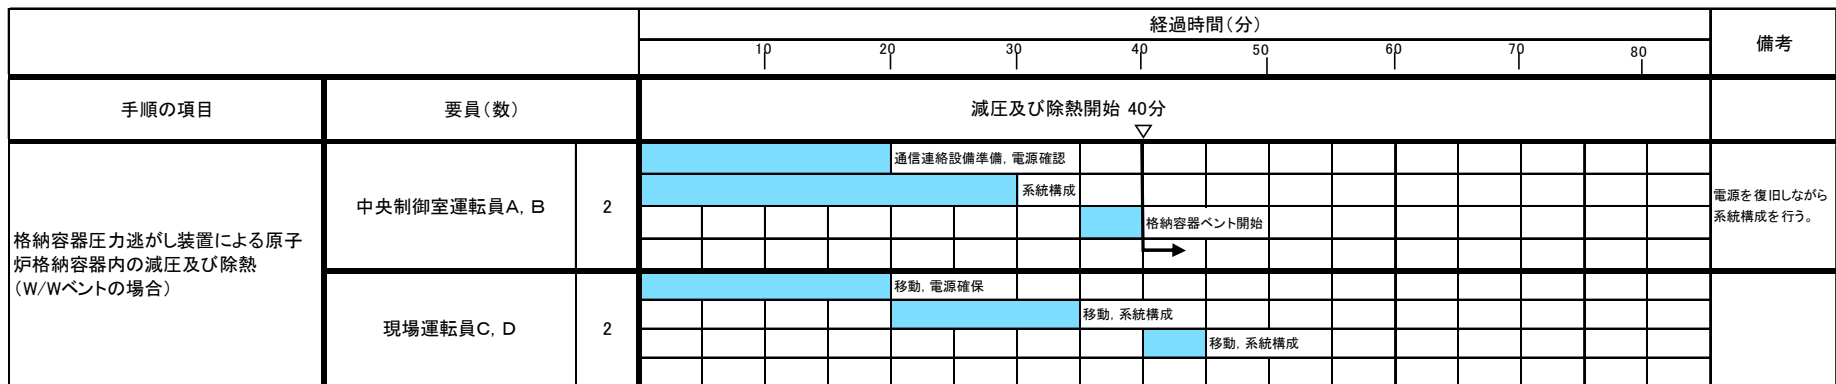 経過時間(分)
備考
10 20 30 40 50 60 70 80
手順の項目
要員(数)
減圧及び除熱開始 40分
格納容器圧力逃がし装置による原子
炉格納容器内の減圧及び除熱
(W/Wベントの場合)
中央制御室運転員A, B
2
通信連絡設備準備, 電源確認
系統構成
格納容器ベント開始
電源を復旧しながら
系統構成を行う。
現場運転員C, D
2
移動, 電源確保
移動, 系統構成
移動, 系統構成